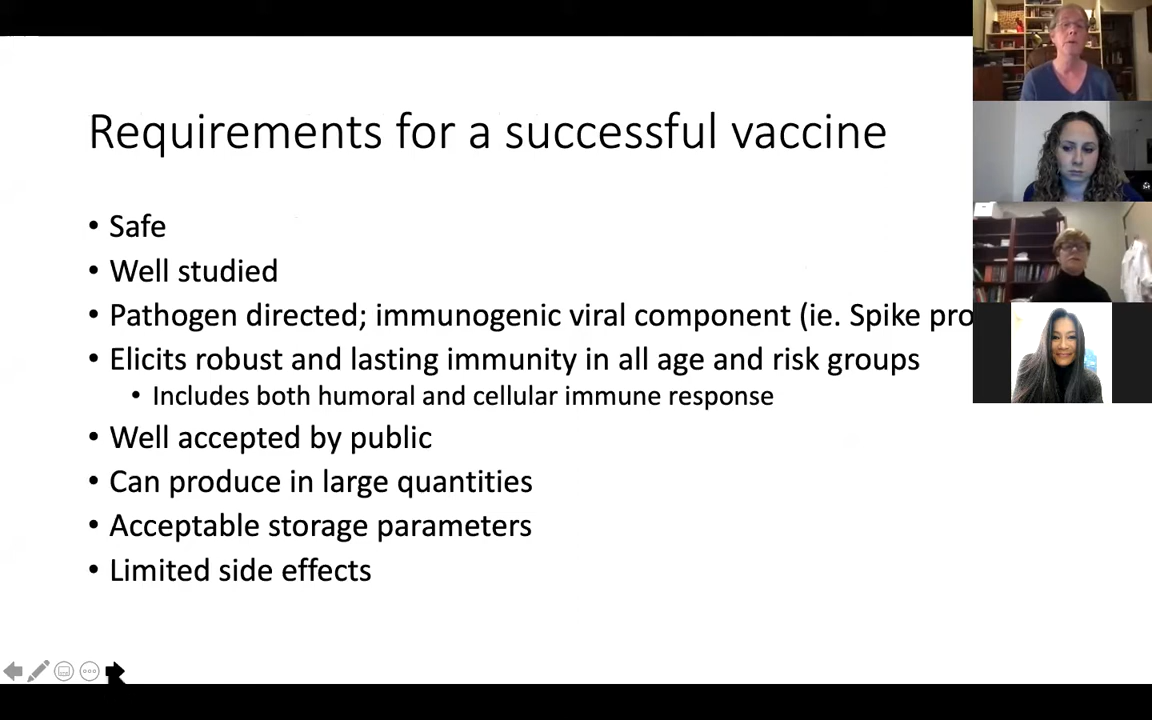 Requirements for a successful vaccine
• Safe
• Well studied
• Pathogen directed; immunogenic viral component (ie. Spike pro
• Elicits robust and lasting immunity in all age and risk groups
• Includes both humoral and cellular immune response
• Well accepted by public
• Can produce in large quantities
• Acceptable storage parameters
• Limited side effects